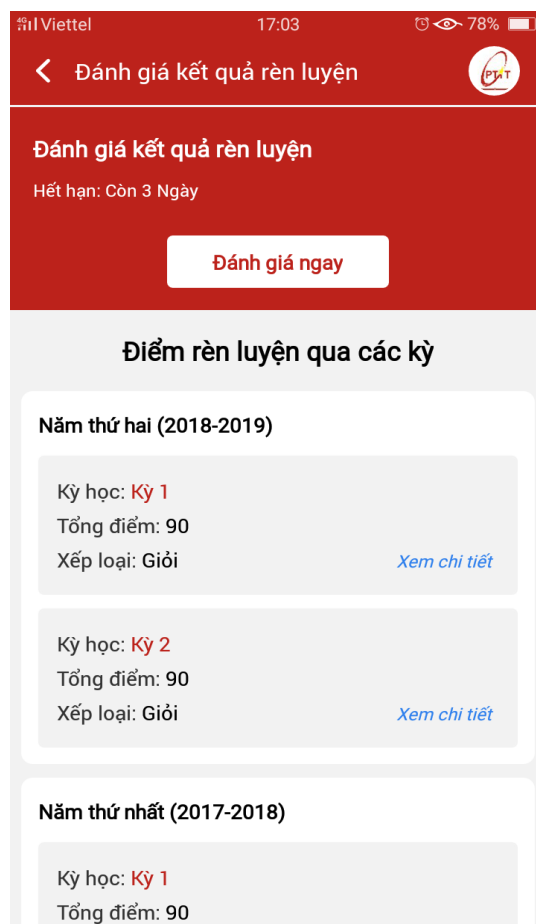 4G Viettel 17:03 78%
Đánh giá kết quả rèn luyện
PTIT
Đánh giá kết quả rèn luyện
Hết hạn: Còn 3 Ngày
Đánh giá ngay
Điểm rèn luyện qua các kỳ
Năm thứ hai (2018-2019)
Kỳ học: Kỳ 1
Tổng điểm: 90
Xếp loại: Giỏi
Xem chi tiết
Kỳ học: Kỳ 2
Tổng điểm: 90
Xếp loại: Giỏi
Xem chi tiết
Năm thứ nhất (2017-2018)
Kỳ học: Kỳ 1
Tổng điểm: 90